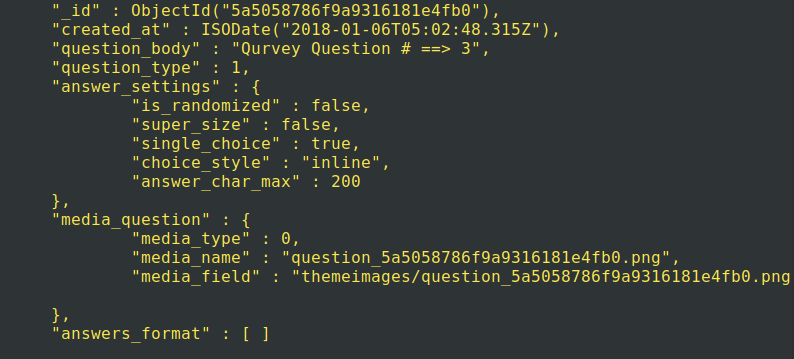 "_id" : ObjectId("5a5058786f9a9316181e4fb0"),
"created_at" : ISODate("2018-01-06T05:02:48.315Z"),
"question_body" : "Qurvey Question # ==> 3",
"question_type" : 1,
"answer_settings" : {
"is_randomized" : false,
"super_size" : false,
"single_choice" : true,
"choice_style" : "inline",
"answer_char_max" : 200
},
"media_question" : {
"media_type" : 0,
"media_name" : "question_5a5058786f9a9316181e4fb0.png",
"media_field" : "themeimages/question_5a5058786f9a9316181e4fb0.png
},
"answers_format" : [ ]